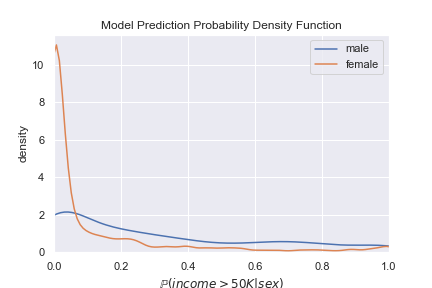 Model Prediction Probability Density Function
male
female
density
10
8
6
4
2
0
0.0 0.2 0.4 0.6 0.8 1.0
ℙ(income > 50K|sex)